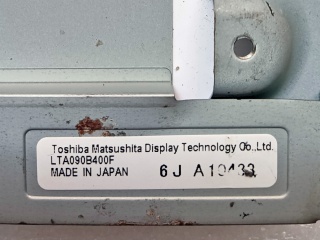 Toshiba Matsushita Display Technology Co.,Ltd.
LTA090B400F
MADE IN JAPAN 6J A10433